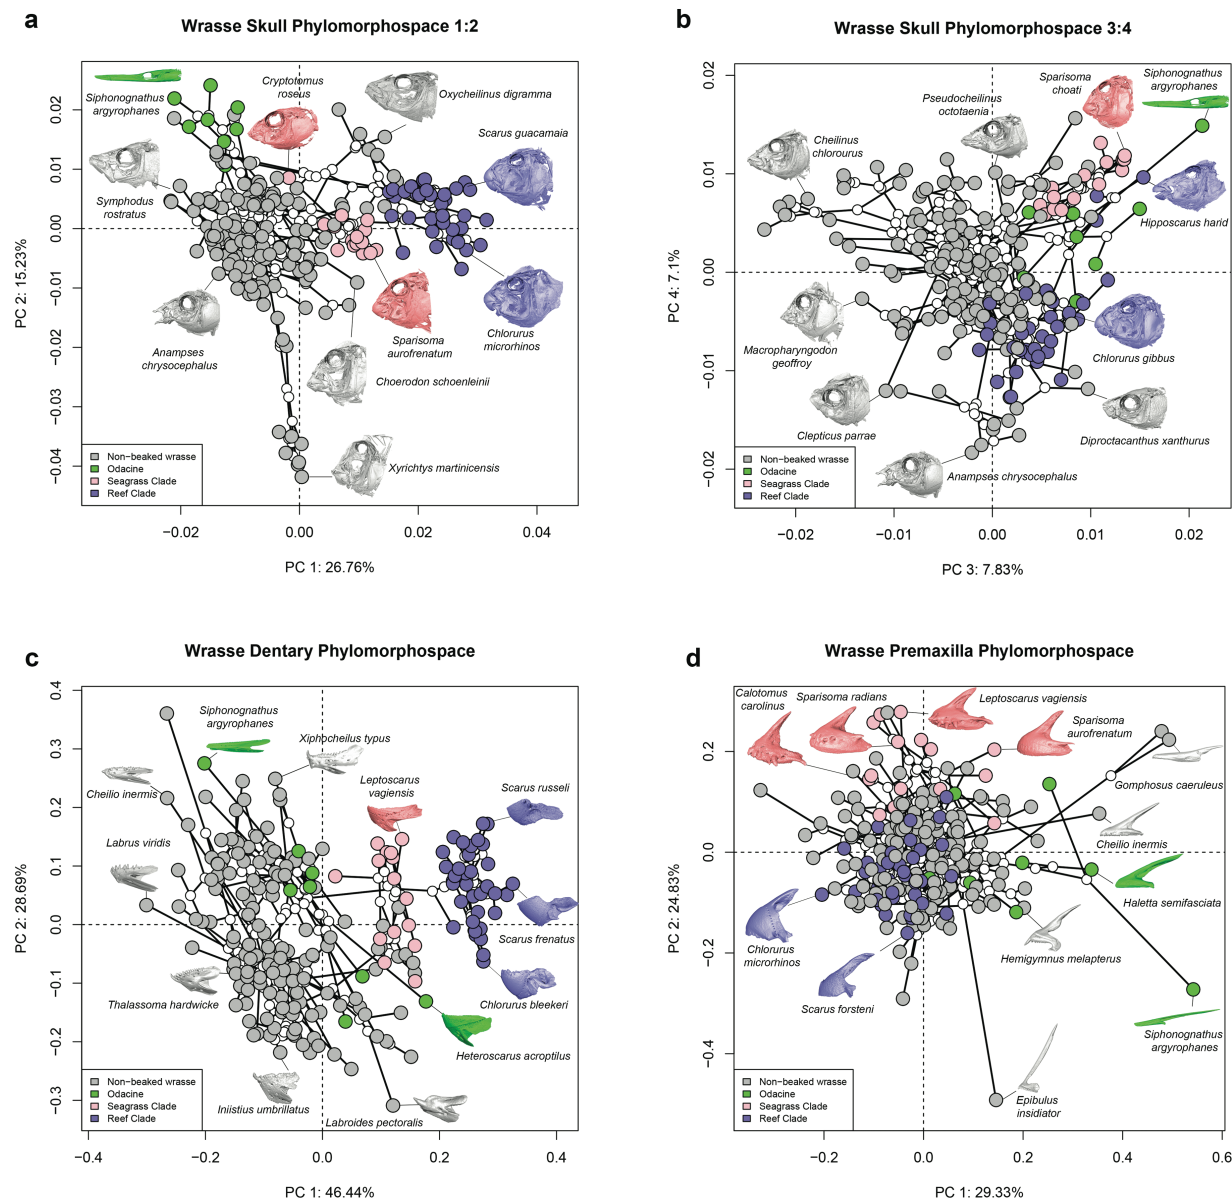 a
Wrasse Skull Phylomorphospace 1:2
Siphonognathus
argyrophanes
Cryptotomus
roseus
Oxycheilinus digramma
Scarus guacamaia
Symphodus
rostratus
Anampses
chrysocephalus
Sparisoma
aurofrenatum
Chlorurus
microrhinos
Choerodon schoenleinii
Xyrichtys martinicensis
PC 2: 15.23%
0.02
0.01
0.00
−0.01
−0.02
−0.03
−0.04
Non−beaked wrasse
Odacine
Seagrass Clade
Reef Clade
−0.02
0.00
0.02
0.04
PC 1: 26.76%
b
Wrasse Skull Phylomorphospace 3:4
Pseudocheilinus
octotaenia
Sparisoma
choati
Siphonognathus
argyrophanes
Cheilinus
chlorourus
Hipposcarus harid
Macropharyngodon
geoffroy
Chlorurus gibbus
Clepticus parrae
Diproctacanthus xanthurus
Anampses chrysocephalus
PC 4: 7.1%
0.02
0.01
0.00
−0.01
−0.02
Non−beaked wrasse
Odacine
Seagrass Clade
Reef Clade
−0.02
−0.01
0.00
0.01
0.02
PC 3: 7.83%
c
Wrasse Dentary Phylomorphospace
Siphonognathus
argyrophanes
Xiphocheilus typus
Cheilio inermis
Leptoscarus
vaigiensis
Scarus russeli
Labrus viridis
Scarus frenatus
Thalassoma hardwicke
Chlorurus bleekeri
Heteroscarus acroptilus
Iniistius umbrillatus
Labroides pectoralis
PC 2: 28.69%
0.4
0.3
0.2
0.1
0.0
−0.1
−0.2
−0.3
Non−beaked wrasse
Odacine
Seagrass Clade
Reef Clade
−0.4
−0.2
0.0
0.2
0.4
PC 1: 46.44%
d
Wrasse Premaxilla Phylomorphospace
Calotomus
carolinus
Sparisoma radians
Leptoscarus vagiensis
Sparisoma
aurofrenatum
Gomphosus caeruleus
Cheilio inermis
Haletta semifasciata
Chlorurus
microrhinos
Hemigymnus melapterus
Scarus forsteni
Siphonognathus
argyrophanes
Epibulus
insidiator
PC 2: 24.83%
0.2
0.0
−0.2
−0.4
Non−beaked wrasse
Odacine
Seagrass Clade
Reef Clade
−0.2
0.0
0.2
0.4
0.6
PC 1: 29.33%